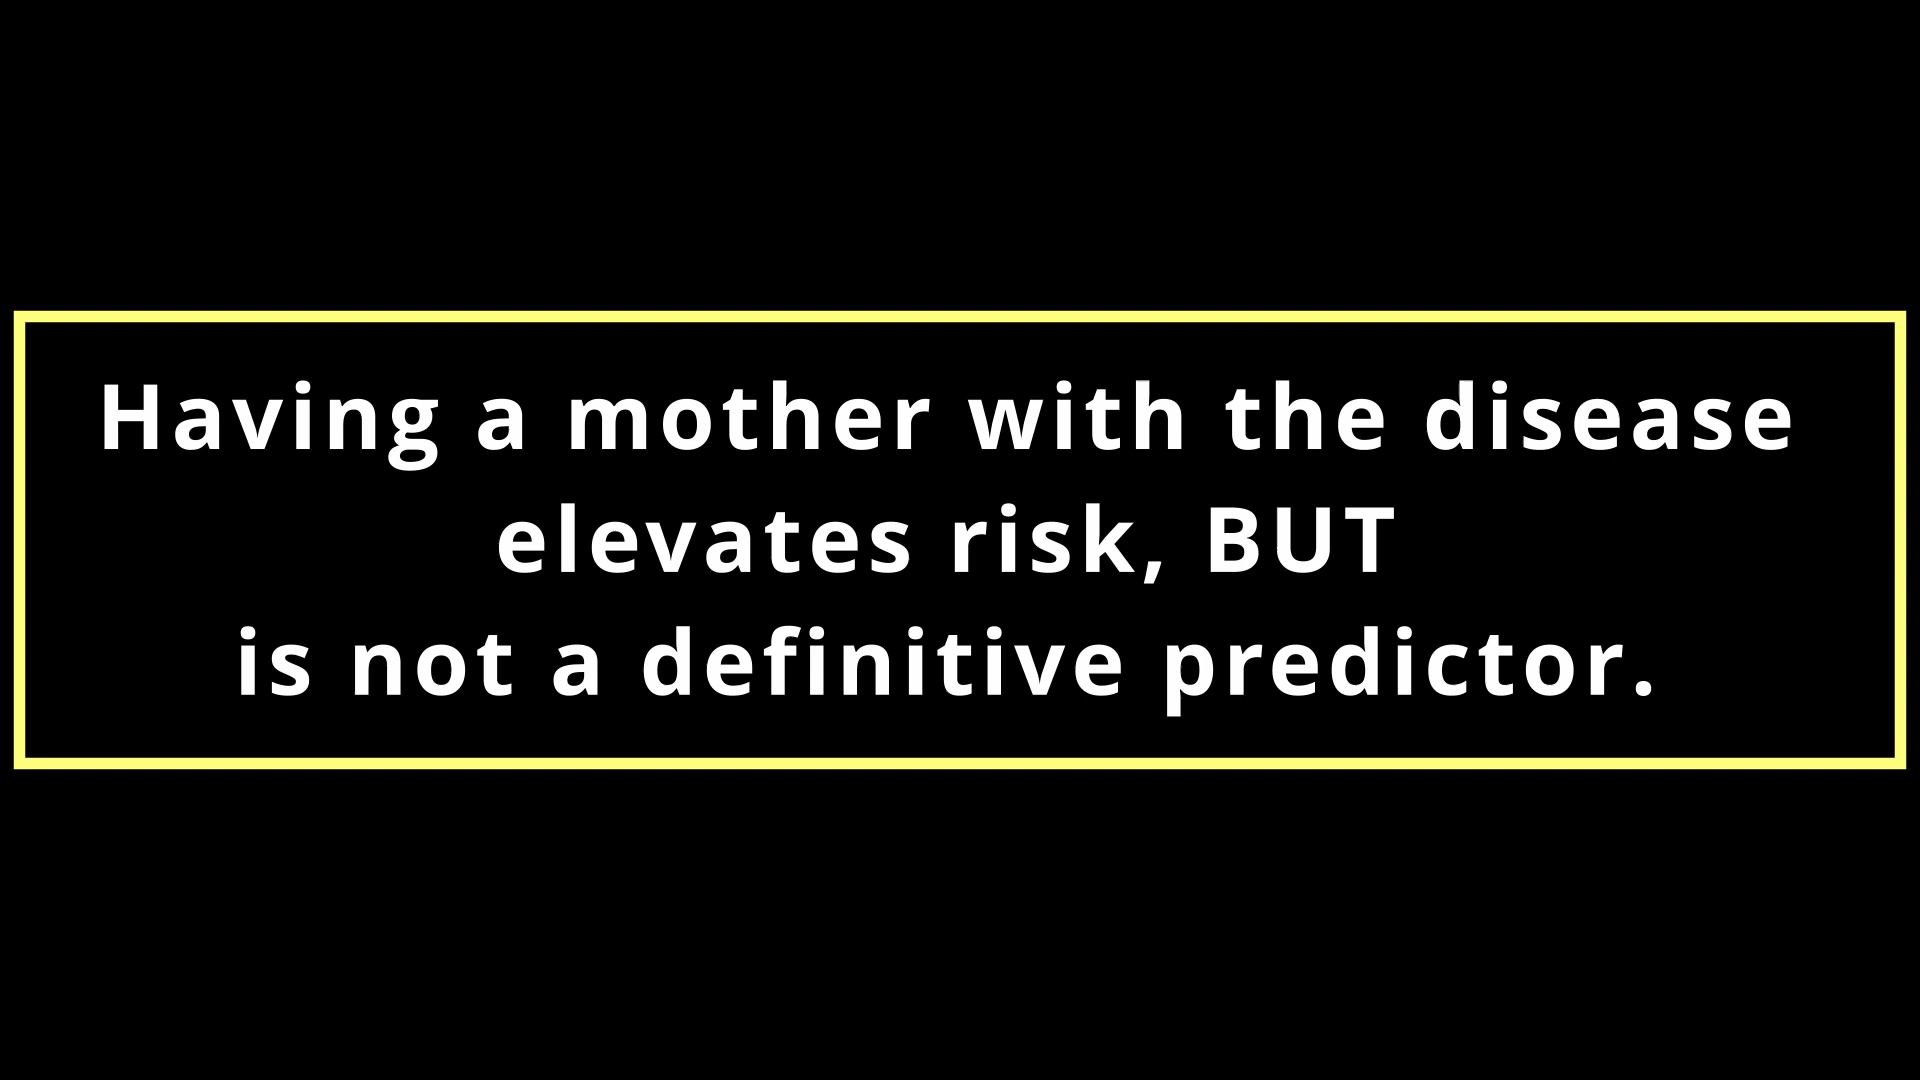 Having a mother with the disease
elevates risk, BUT
is not a definitive predictor.